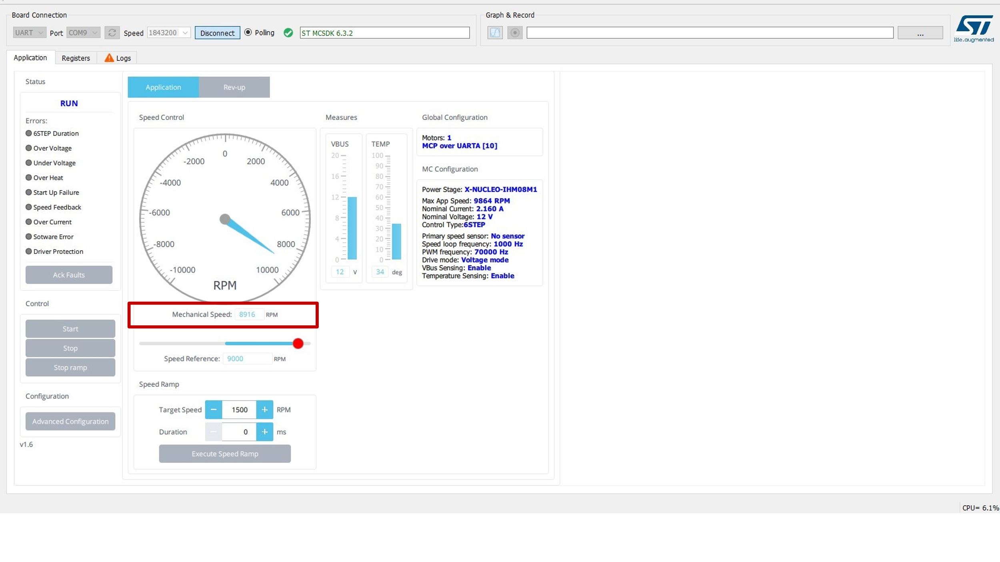 Board Connection
UART Port COM9 Speed 1843200 Disconnect Polling ST MCSDK 6.3.2
Graph & Record
...
ST
life.augmented
Application Registers Logs
Status
RUN
Errors:
6STEP Duration
Over Voltage
Under Voltage
Over Heat
Start Up Failure
Speed Feedback
Over Current
Sotware Error
Driver Protection
Ack Faults
Control
Start
Stop
Stop ramp
Configuration
Advanced Configuration
v1.6
Application Rev-up
Speed Control
0
-2000 2000
-4000 4000
-6000 6000
-8000 8000
-10000 10000
RPM
Mechanical Speed: 8916 RPM
Speed Reference: 9000 RPM
Speed Ramp
Target Speed − 1500 + RPM
Duration − 0 + ms
Execute Speed Ramp
Measures
VBUS
20
16
12
8
4
0
12 V
TEMP
100
90
80
70
60
50
40
30
20
10
0
34 deg
Global Configuration
Motors: 1
MCP over UARTA [10]
MC Configuration
Power Stage: X-NUCLEO-IHM08M1
Max App Speed: 9864 RPM
Nominal Current: 2.160 A
Nominal Voltage: 12 V
Control Type:6STEP
Primary speed sensor: No sensor
Speed loop frequency: 1000 Hz
PWM frequency: 70000 Hz
Drive mode: Voltage mode
VBus Sensing: Enable
Temperature Sensing: Enable
CPU= 6.1%